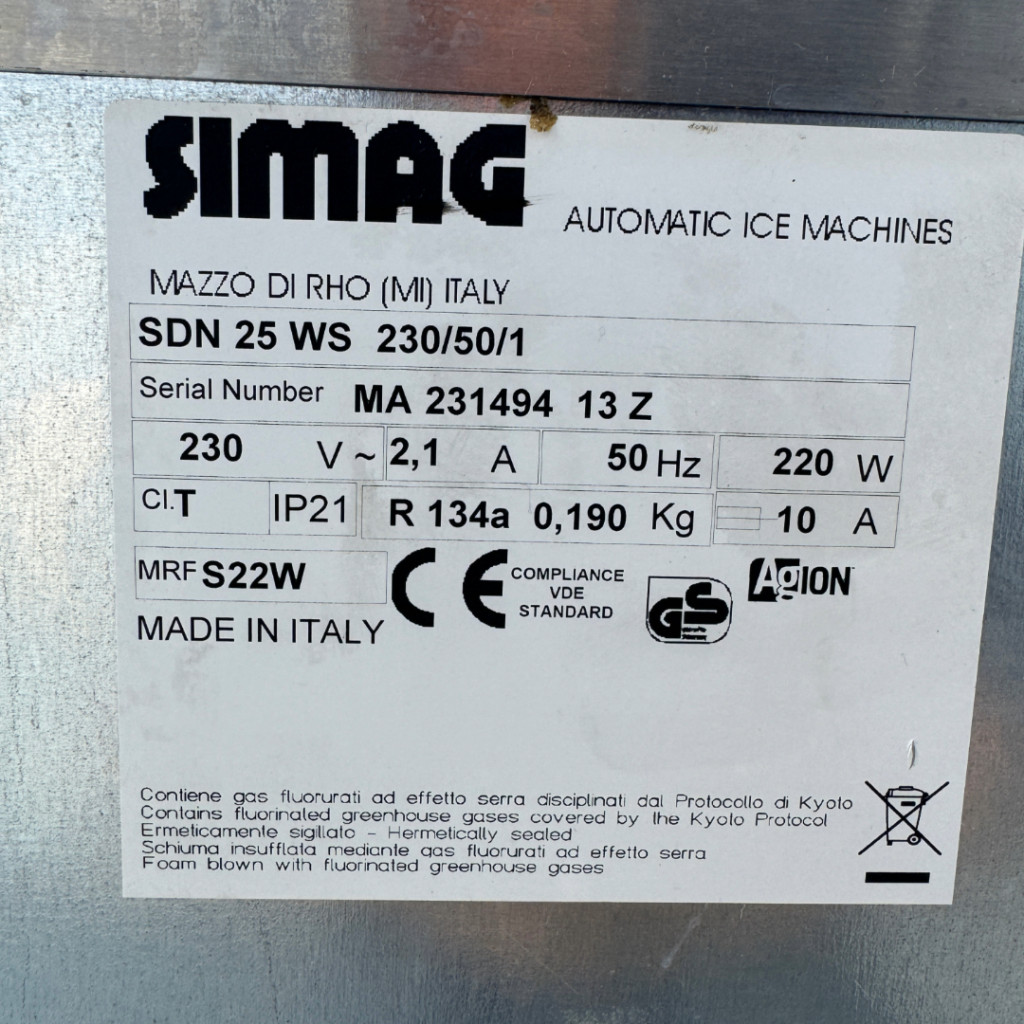 SIMAG
AUTOMATIC ICE MACHINES
MAZZO DI RHO (MI) ITALY
SDN 25 WS 230/50/1
Serial Number MA 231494 13 Z
230 V ~ 2,1 A 50 Hz 220 W
Cl.T IP21 R 134a 0,190 Kg 10 A
MRF S22W
CE
COMPLIANCE
VDE
STANDARD
GS
AgION
MADE IN ITALY
Contiene gas fluorurati ad effetto serra disciplinati dal Protocollo di Kyoto
Contains fluorinated greenhouse gases covered by the Kyoto Protocol
Ermeticamente sigillato - Hermetically sealed
Schiuma insufflata mediante gas fluorurati ad effetto serra
Foam blown with fluorinated greenhouse gases